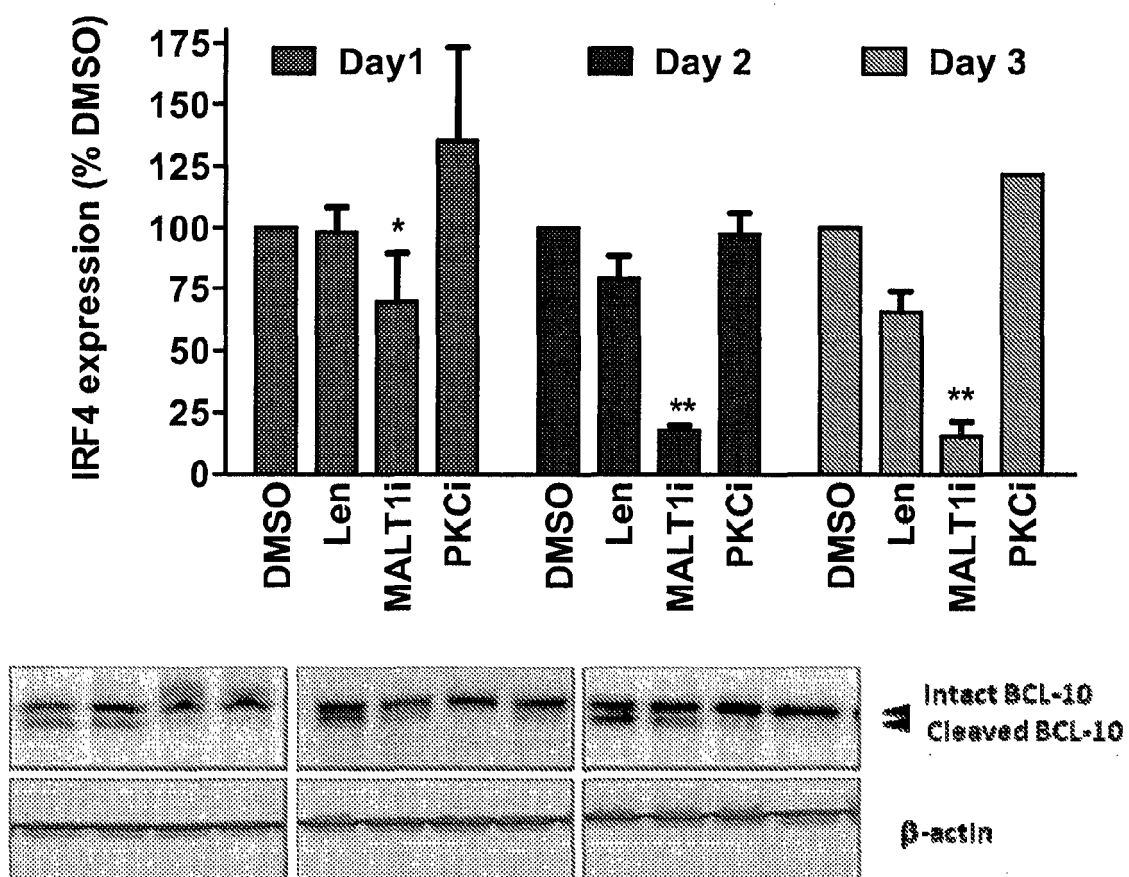 IRF4 expression (% DMSO)
175
150
125
100
75
50
25
0
Day1
Day 2
Day 3
*
**
**
DMSO
Len
MALT1i
PKCi
DMSO
Len
MALT1i
PKCi
DMSO
Len
MALT1i
PKCi
Intact BCL-10
Cleaved BCL-10
β-actin